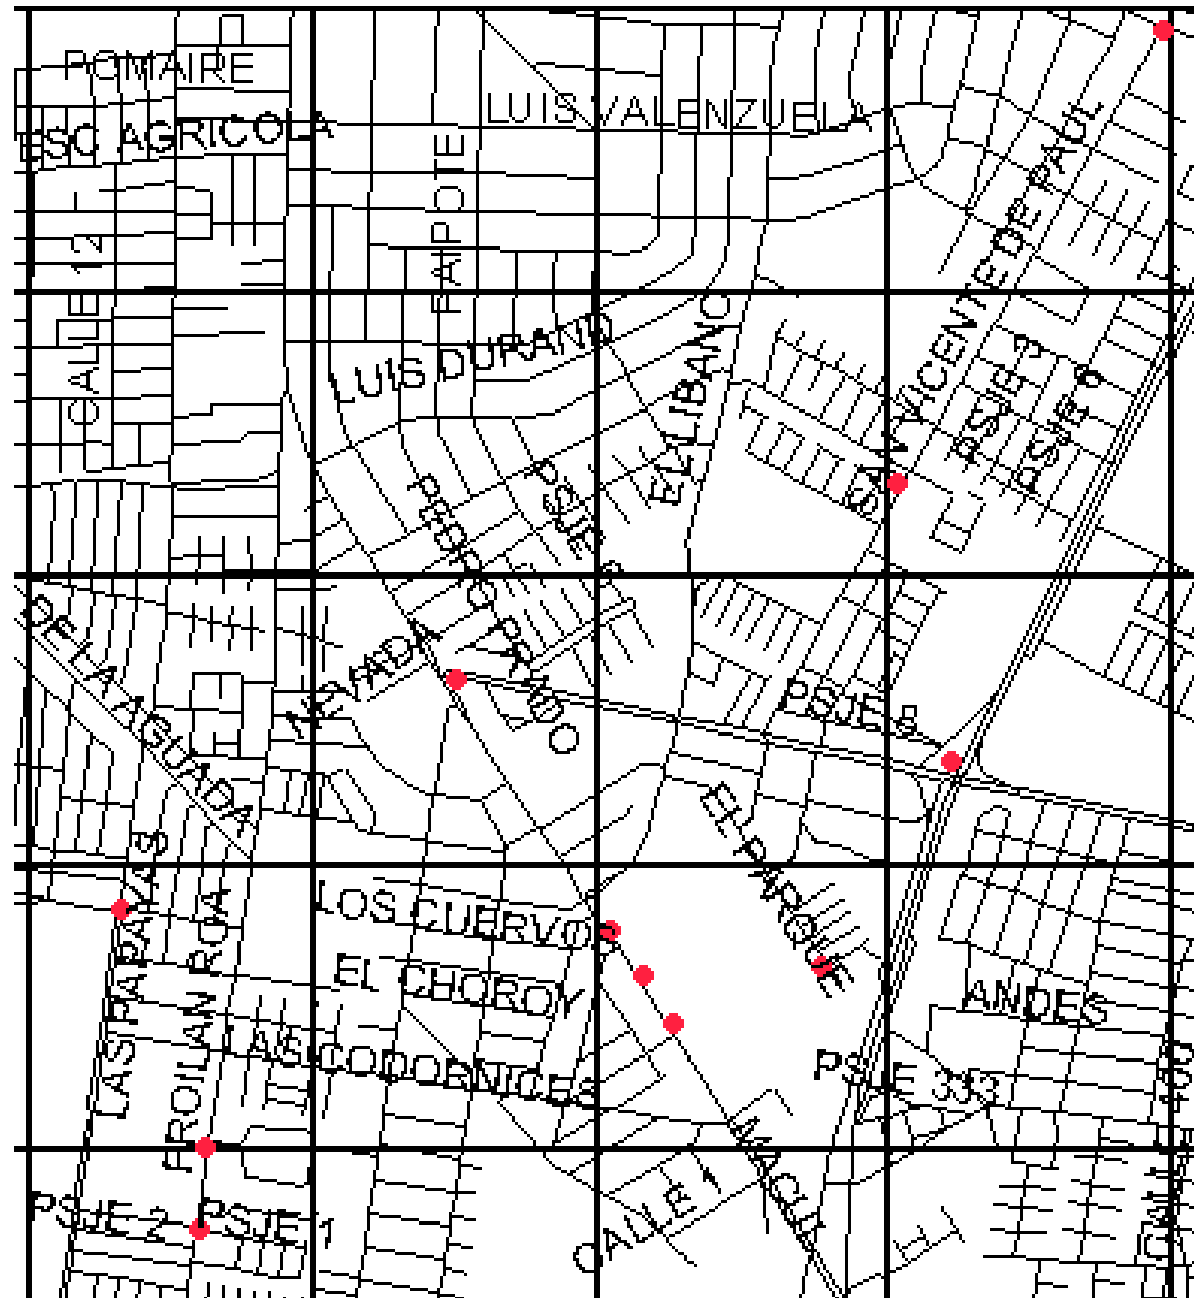 POMAIRE
LUIS VALENZUELA
ESC AGRICOLA
PAIPOTE
CALLE 12
SAN VICENTE DE PAUL
LUIS DURAND
EL LIBANO
PSJE 3
PSJE 6
PEDRO PRADO
PSJE
DE LA AGUADA
NEVADA
PSJE 8
EL PARQUE
LAS PARVAS
FROILAN ROA
LOS CUERVOS
EL CHOROY
ANDES
LAS CODORNICES
PSJE 333
MACUL
CALLE 1
PSJE 2
PSJE 1